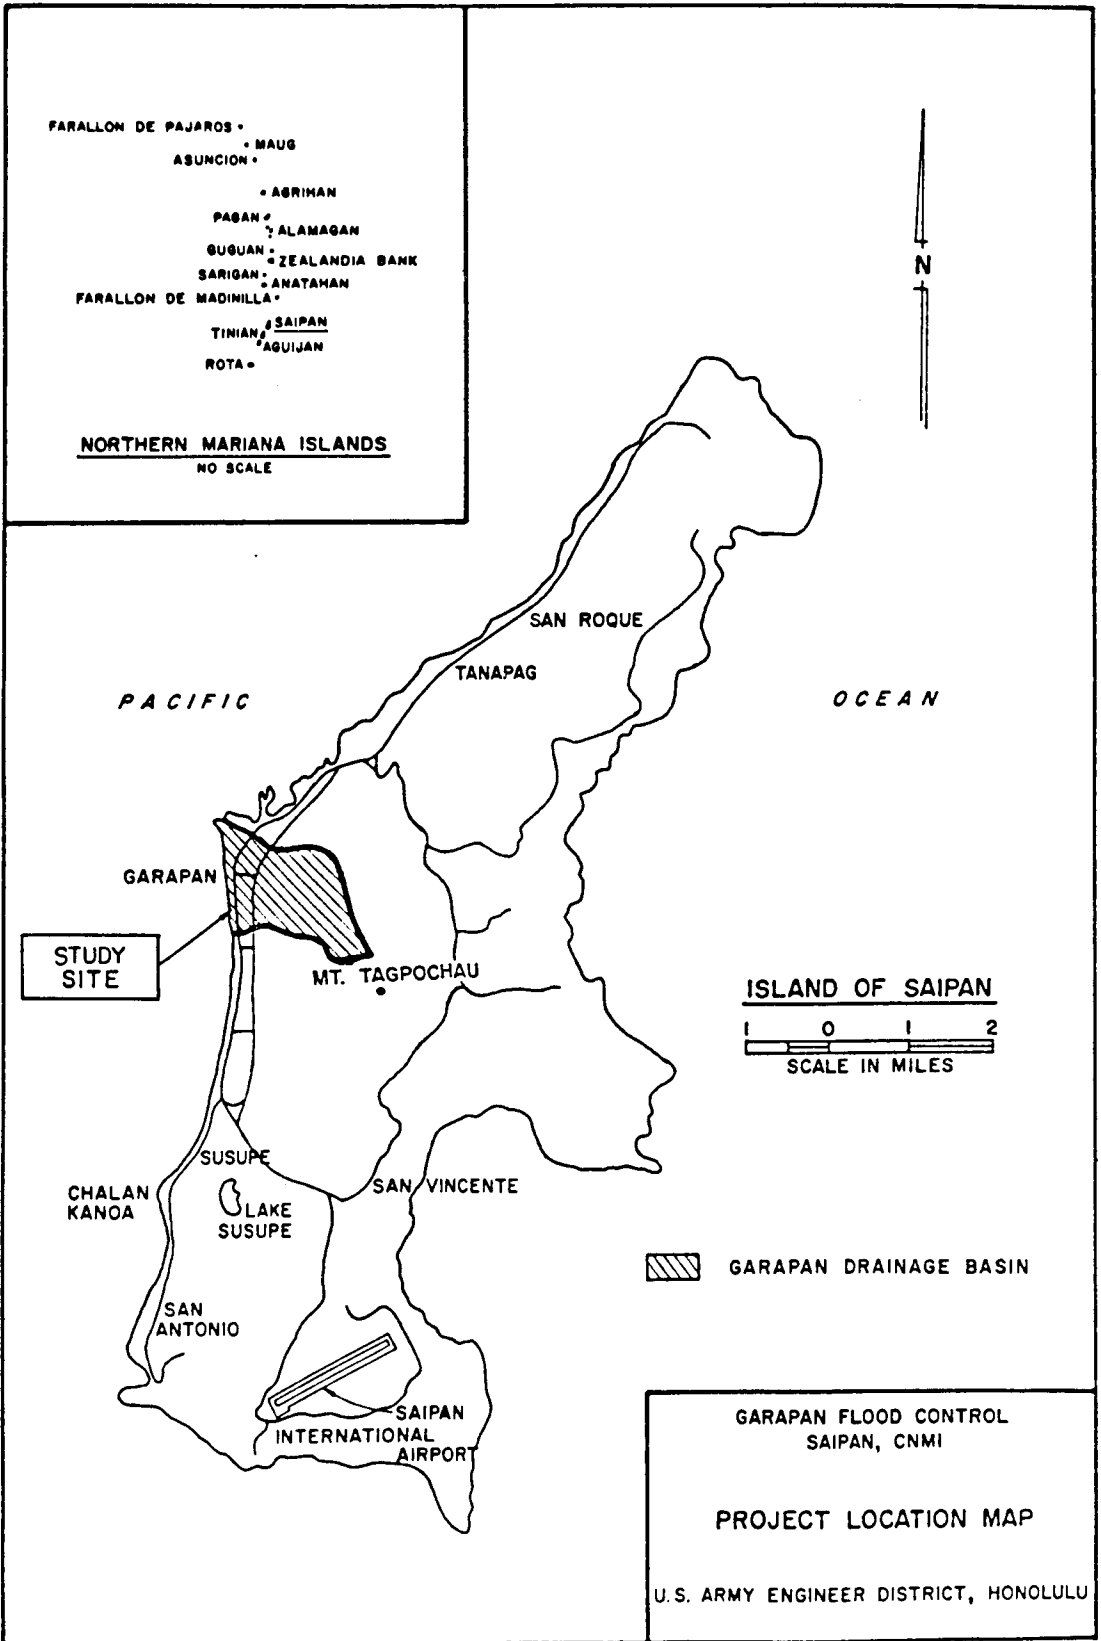 FARALLON DE PAJAROS
MAUG
ASUNCION
AGRIHAN
PAGAN
ALAMAGAN
GUGUAN
ZEALANDIA BANK
SARIGAN
ANATAHAN
FARALLON DE MADINILLA
SAIPAN
TINIAN
AGUIJAN
ROTA
NORTHERN MARIANA ISLANDS
NO SCALE
N
SAN ROQUE
TANAPAG
PACIFIC
OCEAN
GARAPAN
STUDY
SITE
MT. TAGPOCHAU
ISLAND OF SAIPAN
1 0 1 2
SCALE IN MILES
SUSUPE
CHALAN
KANOA
LAKE
SUSUPE
SAN VINCENTE
GARAPAN DRAINAGE BASIN
SAN
ANTONIO
SAIPAN
INTERNATIONAL
AIRPORT
GARAPAN FLOOD CONTROL
SAIPAN, CNMI
PROJECT LOCATION MAP
U.S. ARMY ENGINEER DISTRICT, HONOLULU